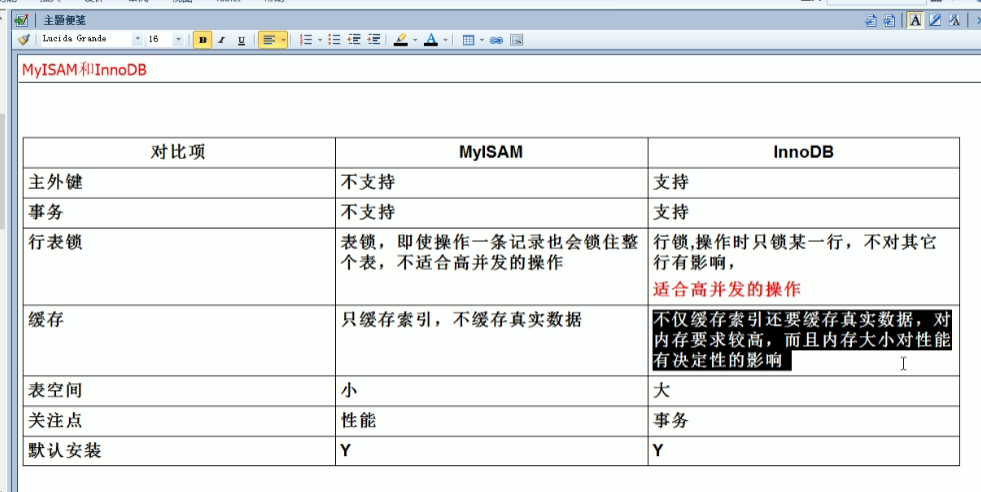 主题便笺
Lucida Grande
16
B I U
A
MyISAM和InnoDB
对比项 MyISAM InnoDB
主外键 不支持 支持
事务 不支持 支持
行表锁 表锁，即使操作一条记录也会锁住整 行锁,操作时只锁某一行，不对其它
个表，不适合高并发的操作 行有影响，
适合高并发的操作
缓存 只缓存索引，不缓存真实数据 不仅缓存索引还要缓存真实数据，对
内存要求较高，而且内存大小对性能
有决定性的影响
表空间 小 大
关注点 性能 事务
默认安装 Y Y